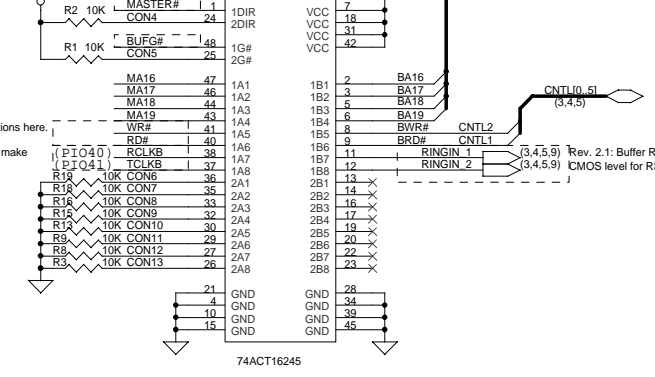 MASTER# 1 1DIR VCC 7
R2 10K CON4 24 2DIR VCC 18
VCC 31
R1 10K BUFG# 48 1G# VCC 42
CON5 25 2G#
MA16 47 1A1 1B1 2 BA16
MA17 46 1A2 1B2 3 BA17
MA18 44 1A3 1B3 5 BA18
MA19 43 1A4 1B4 6 BA19
WR# 41 1A5 1B5 8 BWR# CNTL2
RD# 40 1A6 1B6 9 BRD# CNTL1
(PIO40) RCLKB 38 1A7 1B7 11 RINGIN_1 (3,4,5,9)
(PIO41) TCLKB 37 1A8 1B8 12 RINGIN_2 (3,4,5,9)
R19 10K CON6 36 2A1 2B1 13
R18 10K CON7 35 2A2 2B2 14
R16 10K CON8 33 2A3 2B3 16
R15 10K CON9 32 2A4 2B4 17
R13 10K CON10 30 2A5 2B5 19
R9 10K CON11 29 2A6 2B6 20
R8 10K CON12 27 2A7 2B7 22
R3 10K CON13 26 2A8 2B8 23
21 GND GND 28
4 GND GND 34
10 GND GND 39
15 GND GND 45
74ACT16245
CNTL[0..5]
(3,4,5)
tions here.
make
Rev. 2.1: Buffer R
CMOS level for R